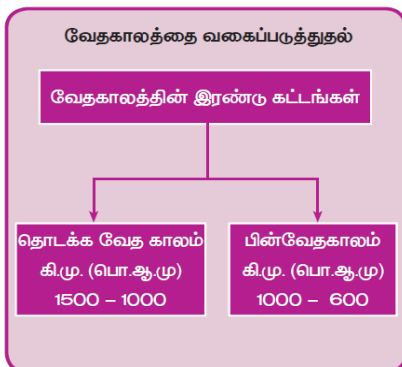 வேதகாலத்தை வகைப்படுத்துதல்
வேதகாலத்தின் இரண்டு கட்டங்கள்
தொடக்க வேத காலம்
கி.மு. (பொ.ஆ.மு)
1500 – 1000
பின்வேதகாலம்
கி.மு. (பொ.ஆ.மு)
1000 – 600